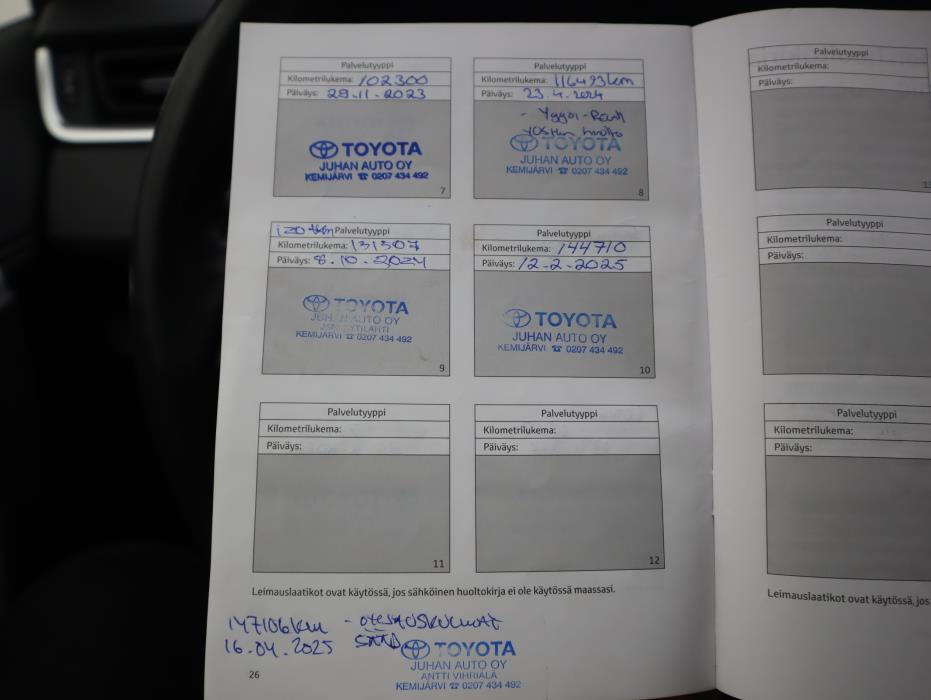 Palvelutyyppi
Kilometrilukema: 102300
Päiväys: 29.11.2023
TOYOTA
JUHAN AUTO OY
KEMIJÄRVI ☎ 0207 434 492
7
Palvelutyyppi
Kilometrilukema: 116493km
Päiväys: 23.4.2024
TOYOTA
JUHAN AUTO OY
KEMIJÄRVI ☎ 0207 434 492
8
120 tkm Palvelutyyppi
Kilometrilukema: 131507
Päiväys: 8.10.2024
TOYOTA
JUHAN AUTO OY
KEMIJÄRVI ☎ 0207 434 492
9
Palvelutyyppi
Kilometrilukema: 144710
Päiväys: 12-2-2025
TOYOTA
JUHAN AUTO OY
KEMIJÄRVI ☎ 0207 434 492
10
Palvelutyyppi
Kilometrilukema:
Päiväys:
11
Palvelutyyppi
Kilometrilukema:
Päiväys:
12
Leimauslaatikot ovat käytössä, jos sähköinen huoltokirja ei ole käytössä maassasi.
147106km
16.04.2025
TOYOTA
JUHAN AUTO OY
ANTTI VIHRIÄLÄ
KEMIJÄRVI ☎ 0207 434 492
26
Palvelutyyppi
Kilometrilukema:
Päiväys:
Palvelutyyppi
Kilometrilukema:
Päiväys:
Palvelutyyppi
Kilometrilukema:
Päiväys:
Leimauslaatikot ovat käytössä, jos